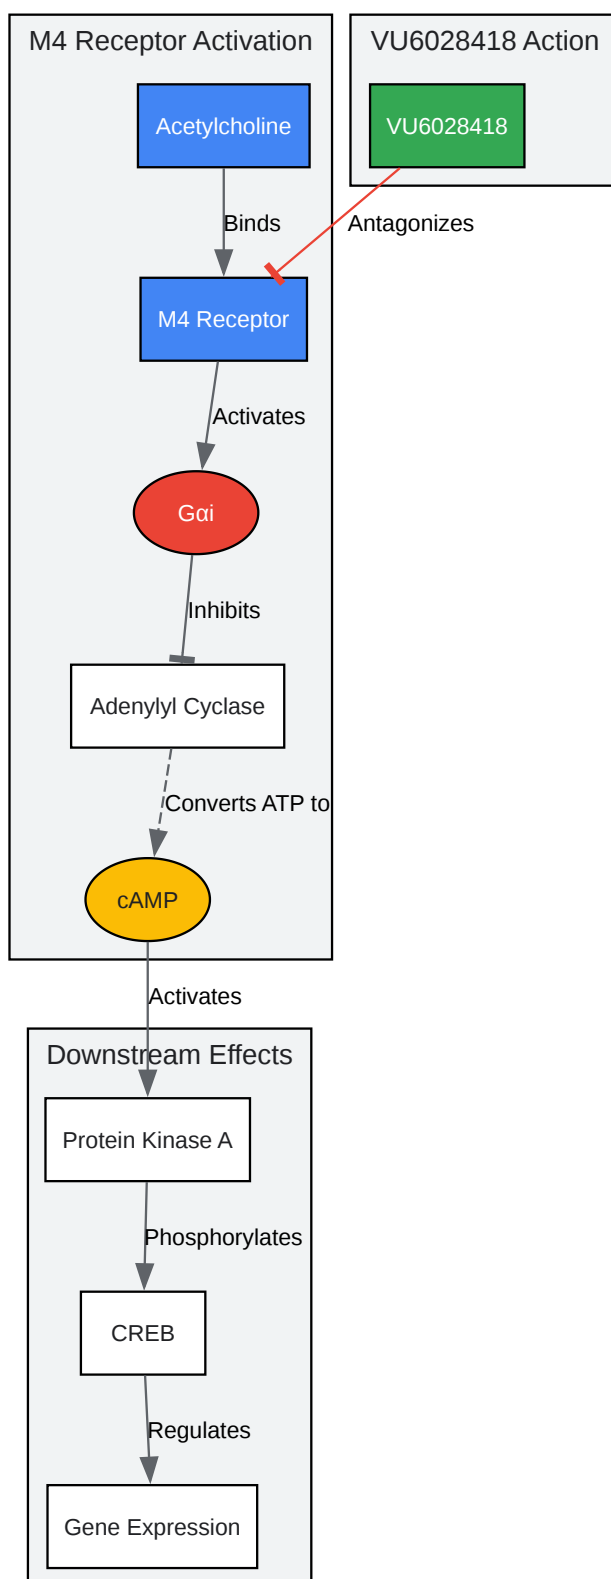 M4 Receptor Activation
VU6028418 Action
Acetylcholine
VU6028418
Binds
Antagonizes
M4 Receptor
Activates
Gαi
Inhibits
Adenylyl Cyclase
Converts ATP to
cAMP
Activates
Downstream Effects
Protein Kinase A
Phosphorylates
CREB
Regulates
Gene Expression